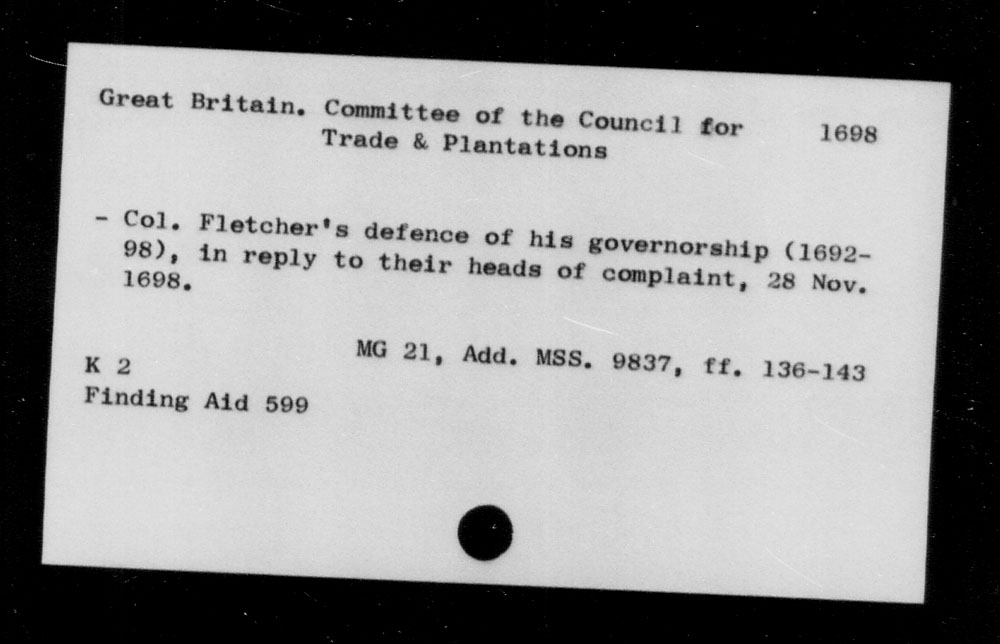 Great Britain. Committee of the Council for 1698
Trade & Plantations
- Col. Fletcher's defence of his governorship (1692-
98), in reply to their heads of complaint, 28 Nov.
1698.
MG 21, Add. MSS. 9837, ff. 136-143
K 2
Finding Aid 599